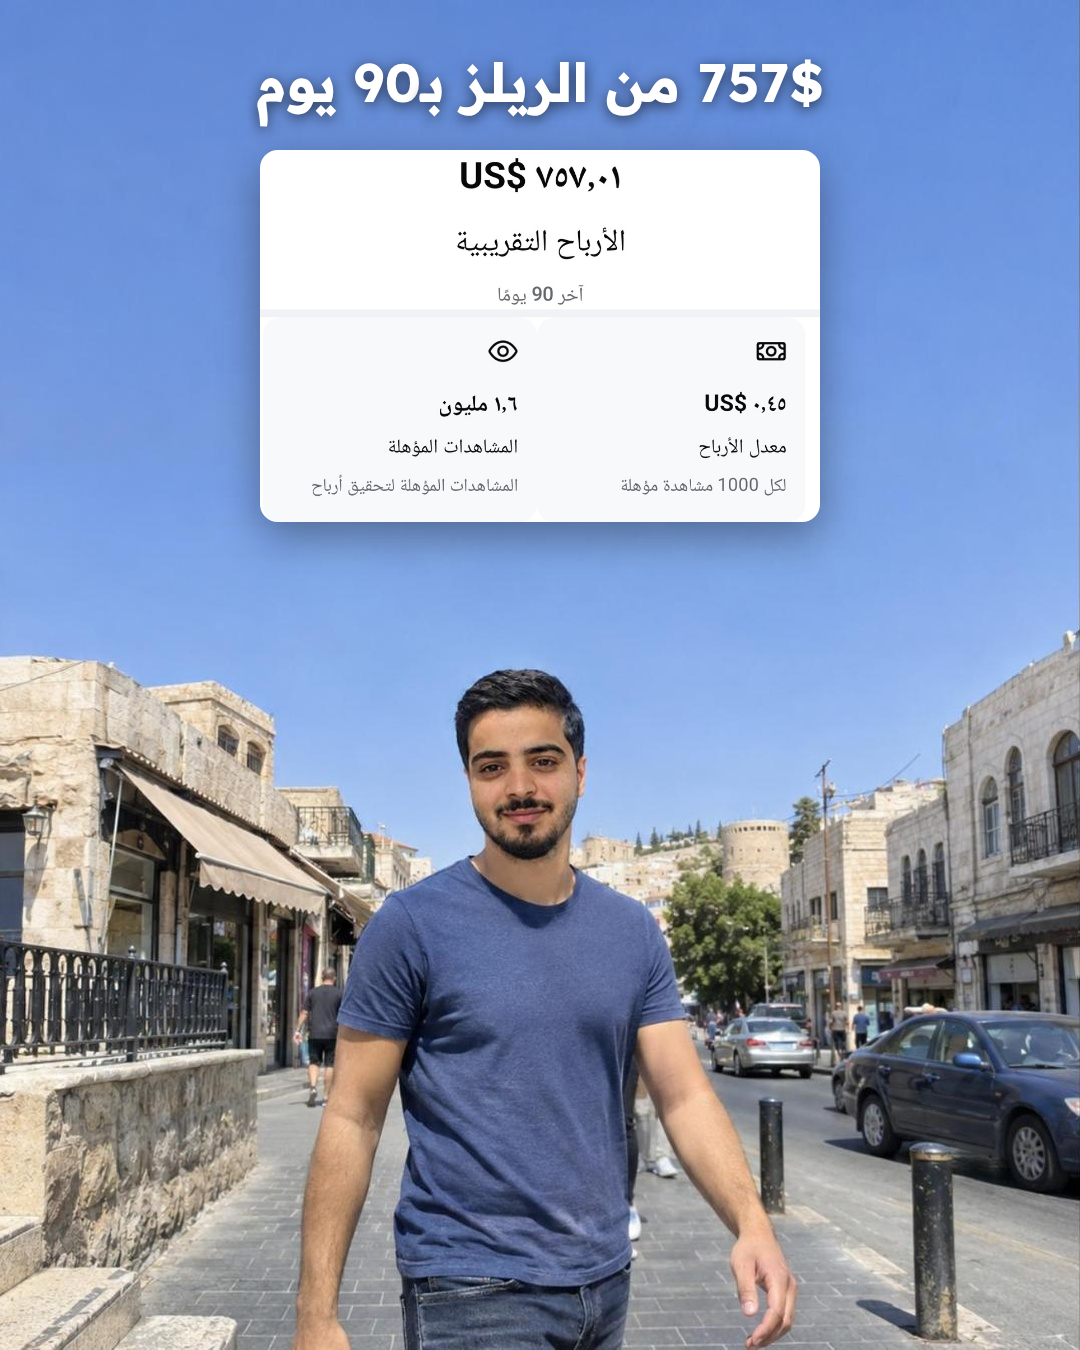 757$ من الريلز بـ90 يوم
US$ ٧٥٧,٠١
الأرباح التقريبية
آخر 90 يومًا
US$ ٠,٤٥
معدل الأرباح
لكل 1000 مشاهدة مؤهلة
١,٦ مليون
المشاهدات المؤهلة
المشاهدات المؤهلة لتحقيق أرباح